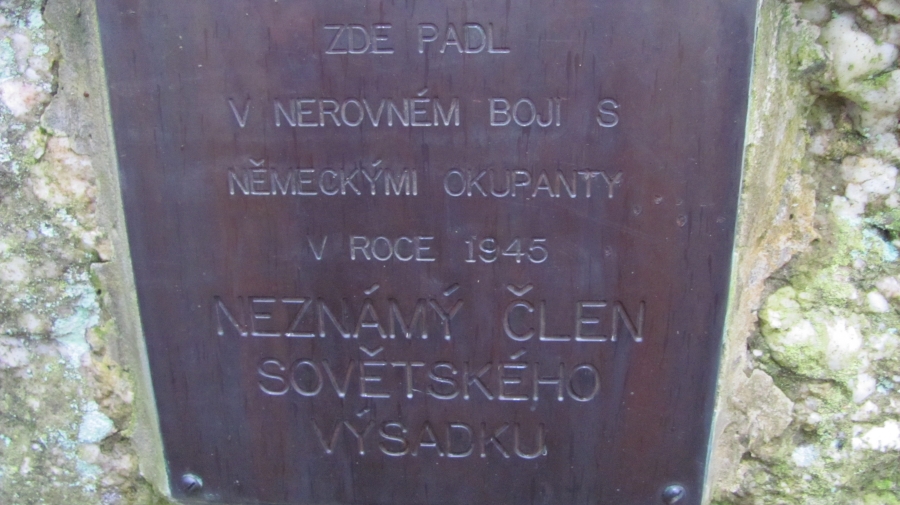 ZDE PADL
V NEROVNÉM BOJI S
NĚMECKÝMI OKUPANTY
V ROCE 1945
NEZNÁMÝ ČLEN
SOVĚTSKÉHO
VÝSADKU